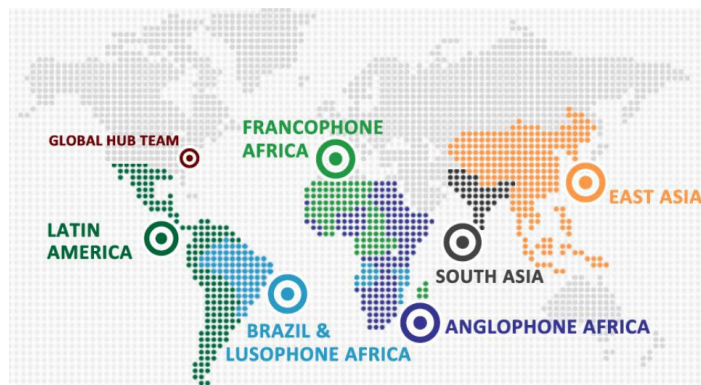 GLOBAL HUB TEAM
FRANCOPHONE
AFRICA
EAST ASIA
LATIN
AMERICA
SOUTH ASIA
BRAZIL &
LUSOPHONE AFRICA
ANGLOPHONE AFRICA